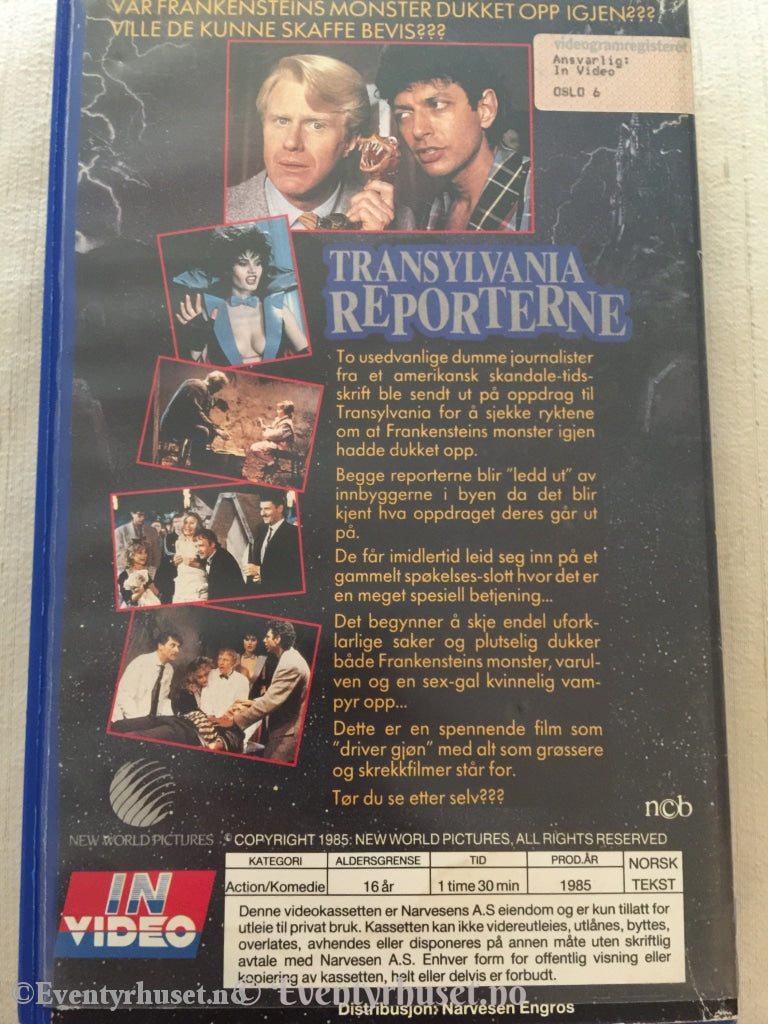 VAR FRANKENSTEINS MONSTER DUKKET OPP IGJEN???
VILLE DE KUNNE SKAFFE BEVIS???
videogramregisteret
Ansvarlig:
In Video
OSLO 6
TRANSYLVANIA
REPORTERNE
To usedvanlige dumme journalister
fra et amerikansk skandale-tids-
skrift ble sendt ut på oppdrag til
Transylvania for å sjekke ryktene
om at Frankensteins monster igjen
hadde dukket opp.
Begge reporterne blir "ledd ut" av
innbyggerne i byen da det blir
kjent hva oppdraget deres går ut
på.
De får imidlertid leid seg inn på et
gammelt spøkelses-slott hvor det er
en meget spesiell betjening...
Det begynner å skje endel ufork-
larlige saker og plutselig dukker
både Frankensteins monster, varul-
ven og en sex-gal kvinnelig vam-
pyr opp...
Dette er en spennende film som
"driver gjøn" med alt som grøssere
og skrekkfilmer står for.
Tør du se etter selv???
ncb
NEW WORLD PICTURES
© COPYRIGHT 1985: NEW WORLD PICTURES, ALL RIGHTS RESERVED
KATEGORI ALDERSGRENSE TID PROD.ÅR NORSK
Action/Komedie 16 år 1 time 30 min 1985 TEKST
IN
VIDEO
Denne videokassetten er Narvesens A.S eiendom og er kun tillatt for
utleie til privat bruk. Kassetten kan ikke videreutleies, utlånes, byttes,
overlates, avhendes eller disponeres på annen måte uten skriftlig
avtale med Narvesen A.S. Enhver form for offentlig visning eller
kopiering av kassetten, helt eller delvis er forbudt.
©Eventyrhuset.no © Eventyrhuset.no
Distribusjon: Narvesen Engros